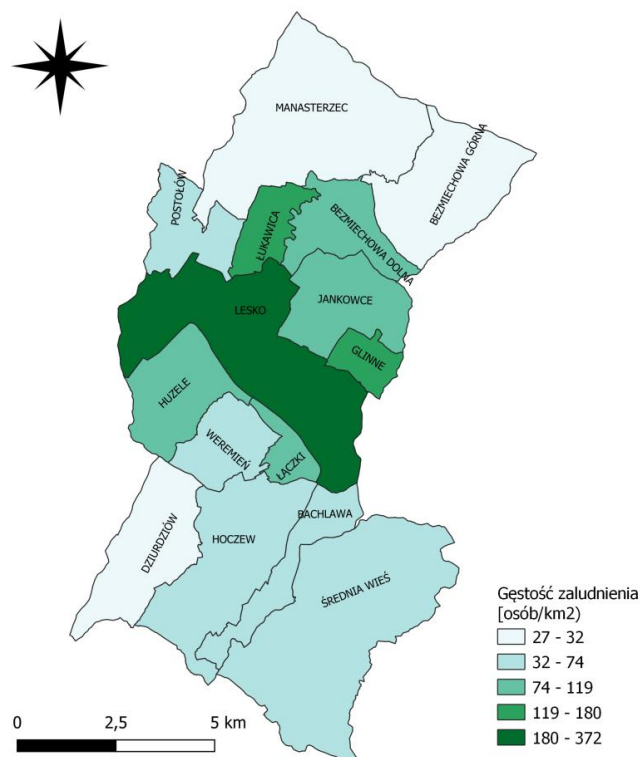 MANASTERZEC
BEZMIECHOWA GÓRNA
POSTOŁÓW
ŁUKAWICA
BEZMIECHOWA DOLNA
JANKOWCE
LESKO
GLINNE
HUZELE
WEREMIEŃ
ŁĄCZKI
BACHLAWA
DZIURDZIÓW
HOCZEW
ŚREDNIA WIEŚ
Gęstość zaludnienia
[osób/km2)
27 - 32
32 - 74
74 - 119
119 - 180
180 - 372
0 2,5 5 km